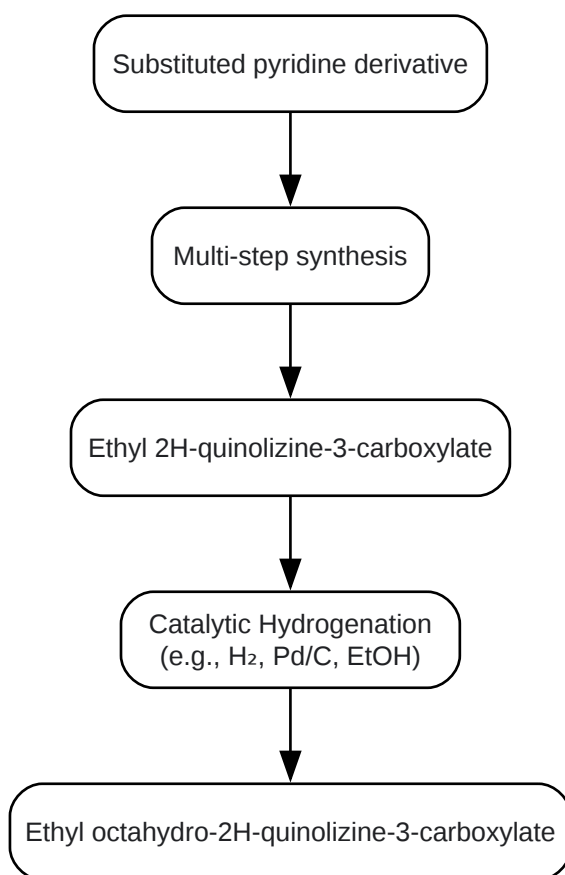 Substituted pyridine derivative
Multi-step synthesis
Ethyl 2H-quinolizine-3-carboxylate
Catalytic Hydrogenation
(e.g., H₂, Pd/C, EtOH)
Ethyl octahydro-2H-quinolizine-3-carboxylate